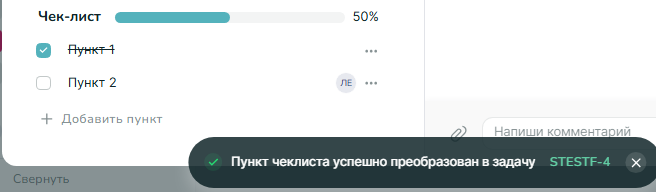 Чек-лист 50%
Пункт 1
Пункт 2 ЛЕ
Добавить пункт
Напиши комментарий
Пункт чеклиста успешно преобразован в задачу STESTF-4
Свернуть